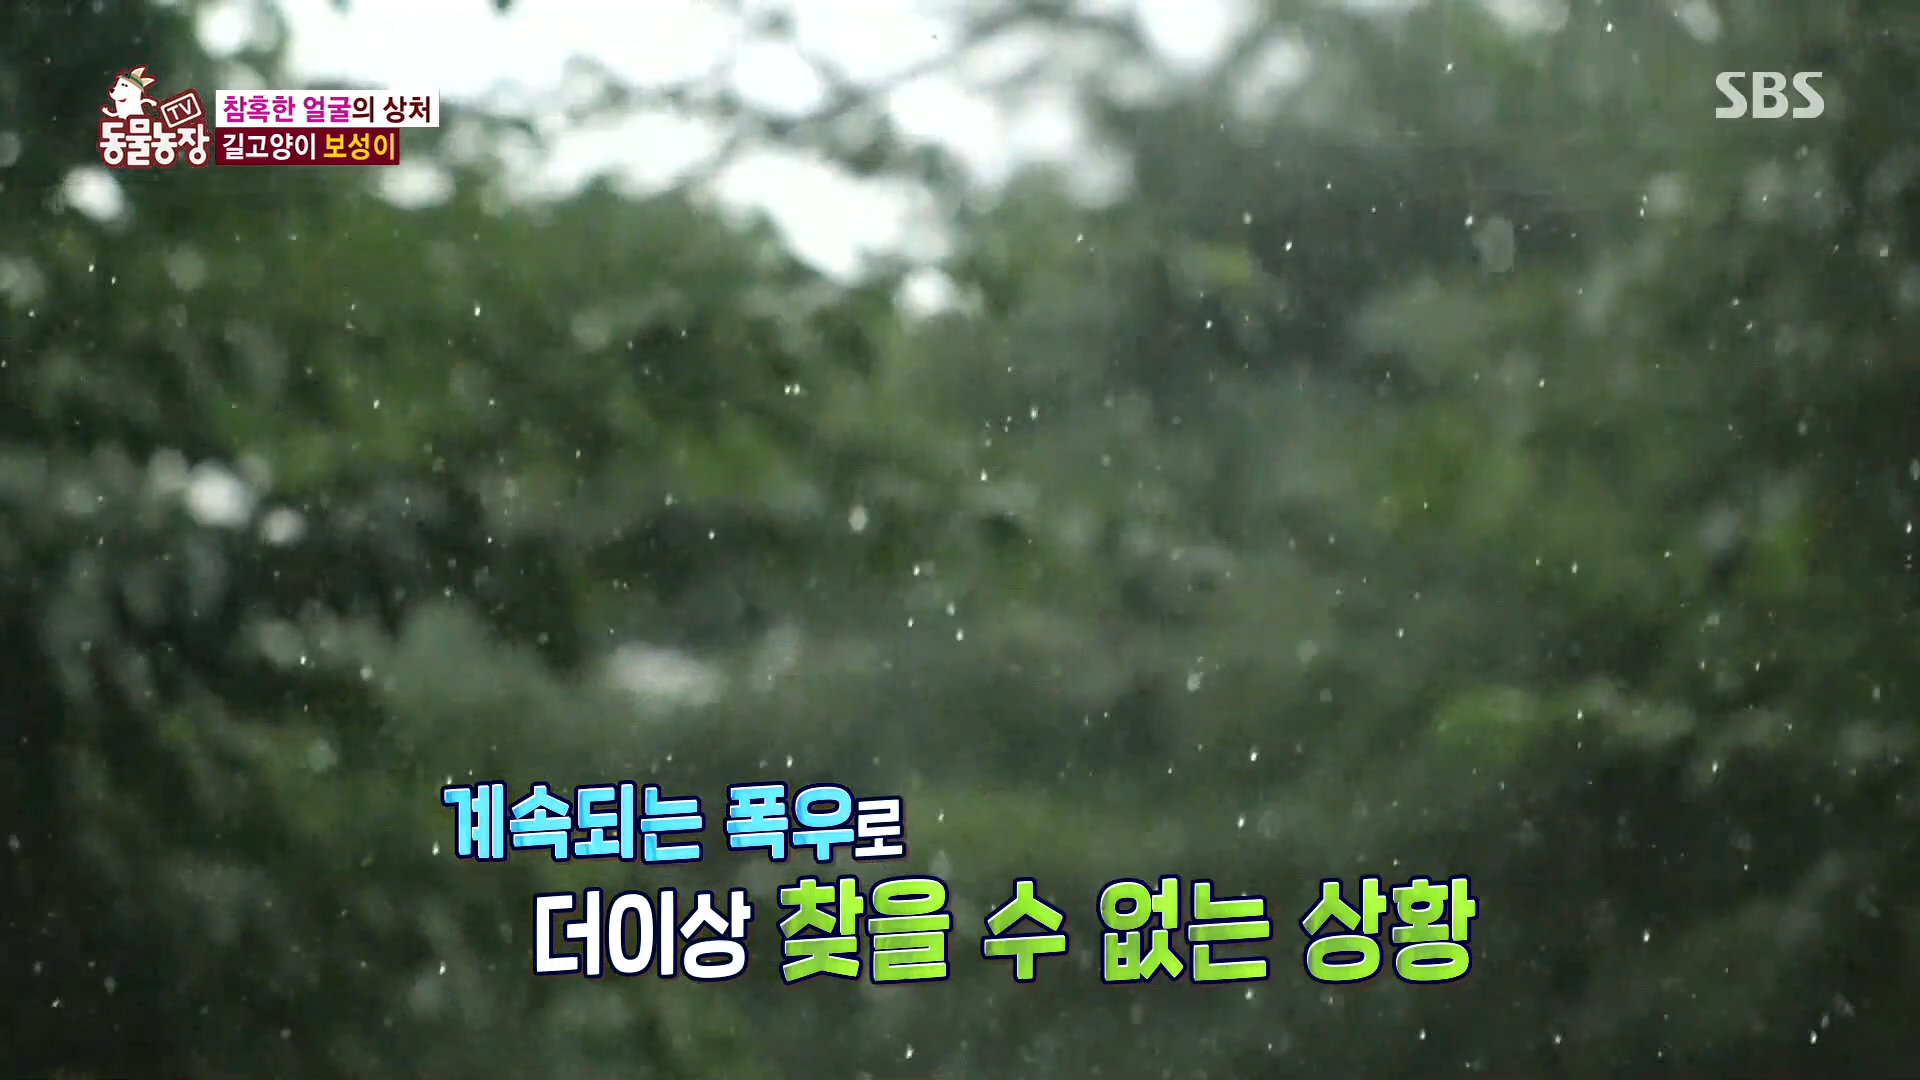 TV
동물농장
참혹한 얼굴의 상처
길고양이 보성이
SBS
계속되는 폭우로
더이상 찾을 수 없는 상황